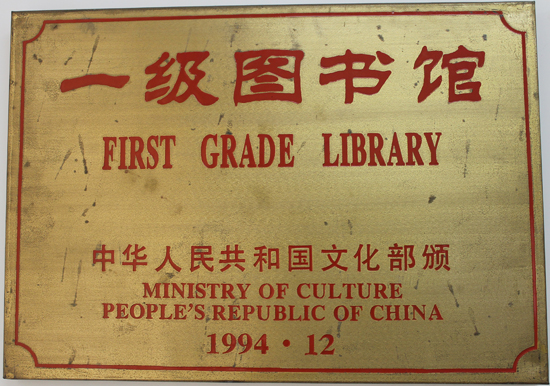 一级图书馆
FIRST GRADE LIBRARY
中华人民共和国文化部颁
MINISTRY OF CULTURE
PEOPLE'S REPUBLIC OF CHINA
1994·12